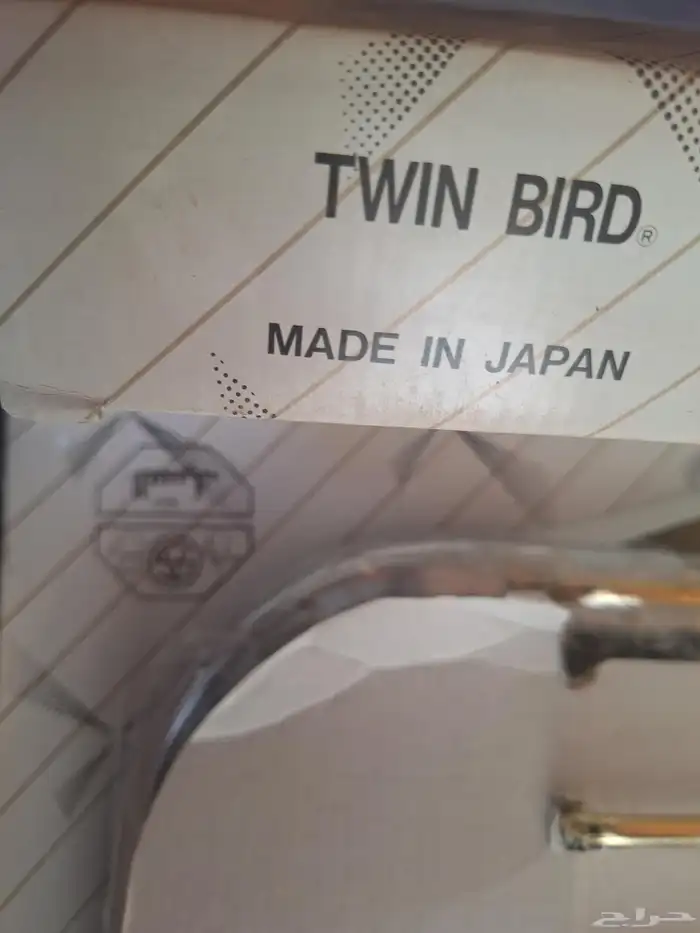 TWIN BIRD®
MADE IN JAPAN
حراج